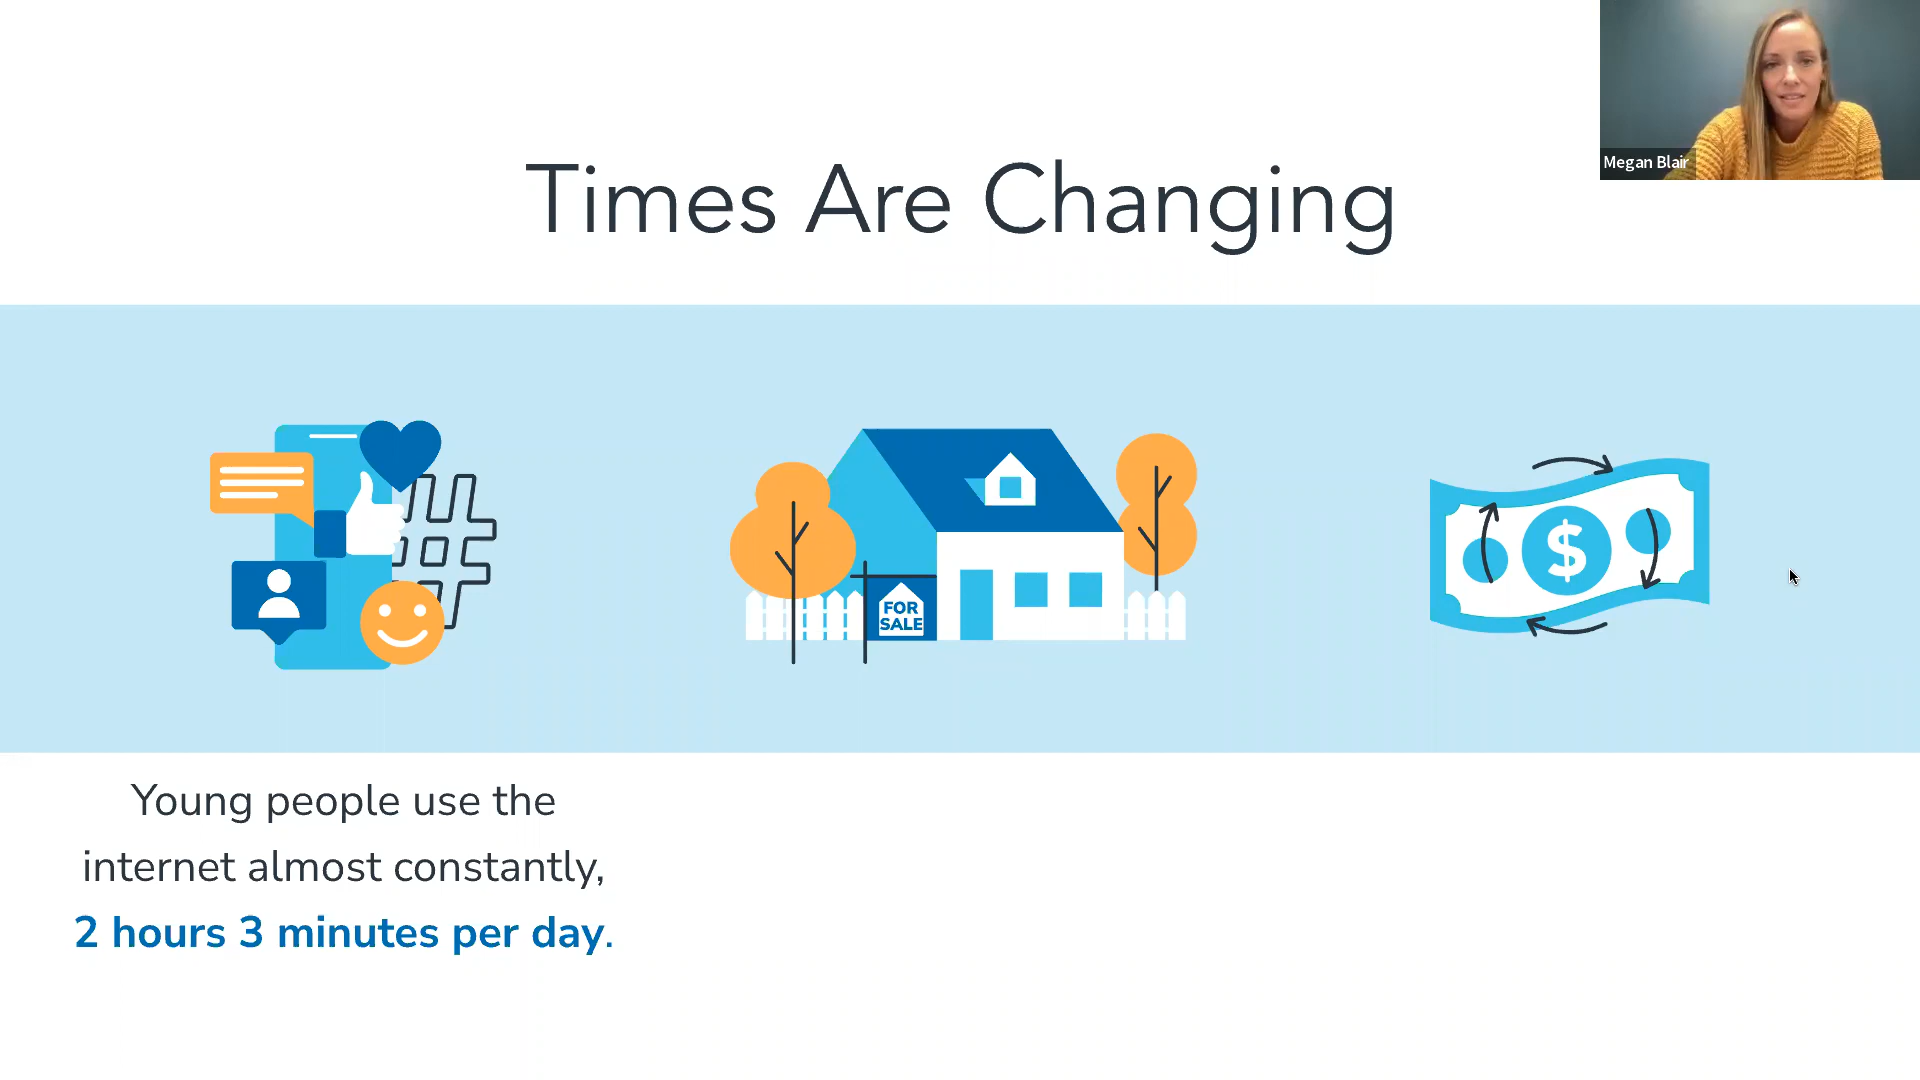 Megan Blair
Times Are Changing
#
FOR
SALE
$
Young people use the
internet almost constantly,
2 hours 3 minutes per day.